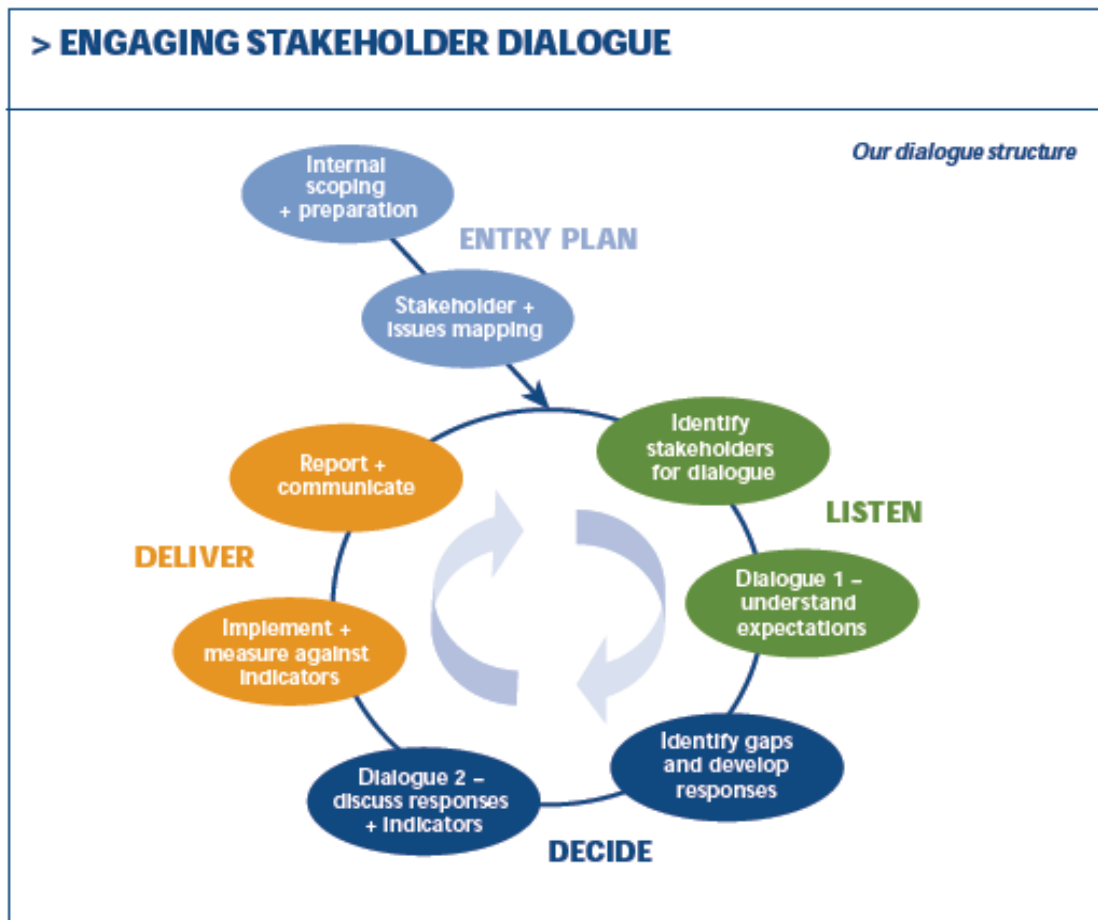 > ENGAGING STAKEHOLDER DIALOGUE
Our dialogue structure
Internal
scoping
+ preparation
ENTRY PLAN
Stakeholder +
issues mapping
Identify
stakeholders
for dialogue
LISTEN
Dialogue 1 –
understand
expectations
Identify gaps
and develop
responses
DECIDE
Dialogue 2 –
discuss responses
+ indicators
Implement +
measure against
indicators
DELIVER
Report +
communicate